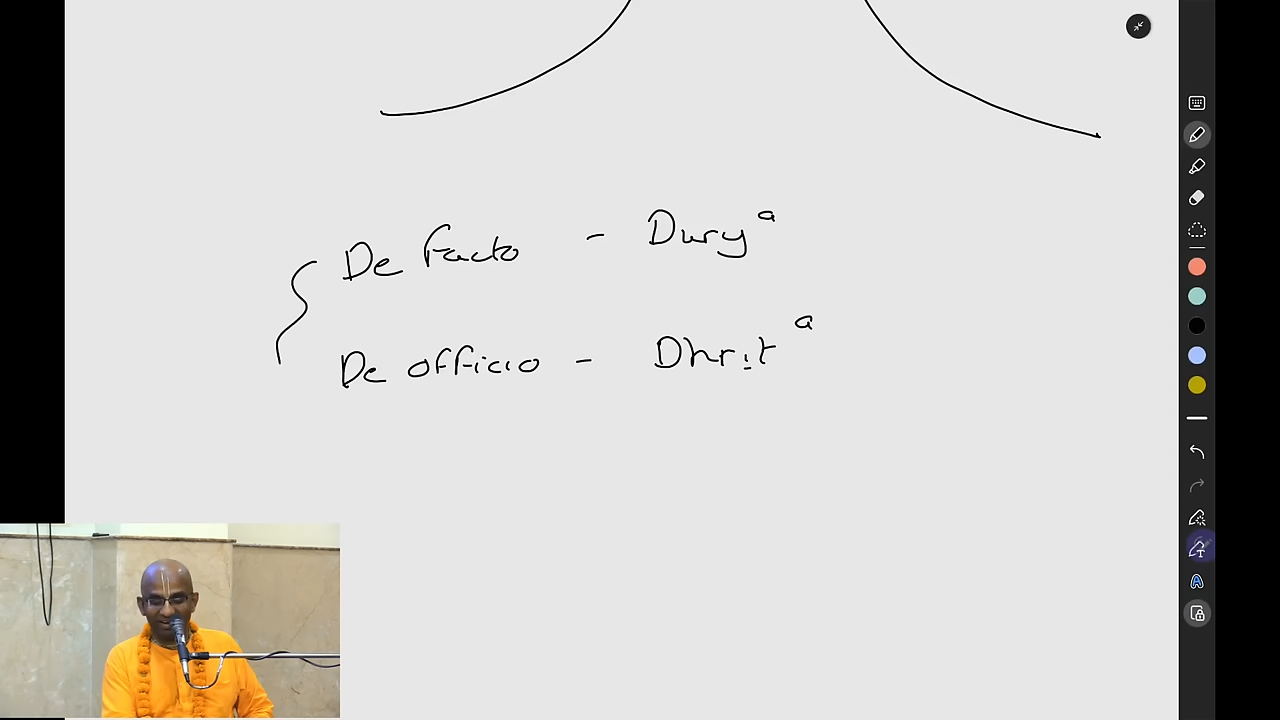 De facto - Duryᵃ
De officio - Dhritᵃ